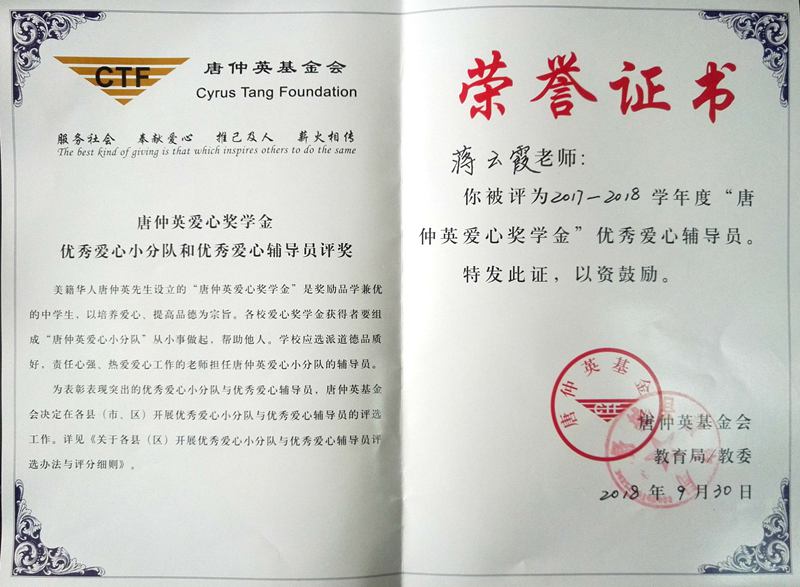 CTF
唐仲英基金会
Cyrus Tang Foundation
服务社会 奉献爱心 推己及人 薪火相传
The best kind of giving is that which inspires others to do the same
唐仲英爱心奖学金
优秀爱心小分队和优秀爱心辅导员评奖
美籍华人唐仲英先生设立的“唐仲英爱心奖学金”是奖励品学兼优
的中学生，以培养爱心、提高品德为宗旨。各校爱心奖学金获得者要组
成“唐仲英爱心小分队”从小事做起，帮助他人。学校应选派道德品质
好，责任心强、热爱爱心工作的老师担任唐仲英爱心小分队的辅导员。
为表彰表现突出的优秀爱心小分队与优秀爱心辅导员，唐仲英基金
会决定在各县（市、区）开展优秀爱心小分队与优秀爱心辅导员的评选
工作。详见《关于各县（区）开展优秀爱心小分队与优秀爱心辅导员评
选办法与评分细则》。
荣誉证书
蒋云霞老师：
你被评为2017—2018学年度“唐
仲英爱心奖学金”优秀爱心辅导员。
特发此证，以资鼓励。
唐仲英基金
CTF
唐仲英基金会
教育局 教委
2018年9月30日